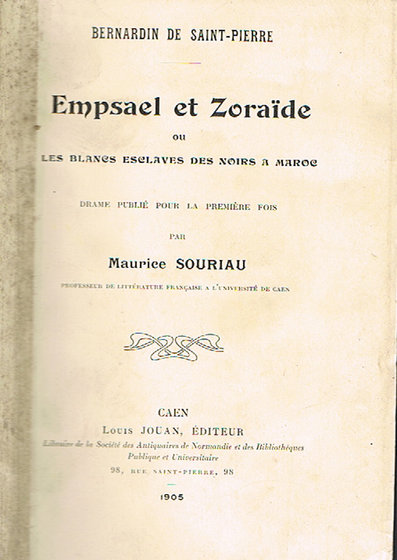 BERNARDIN DE SAINT-PIERRE
Empsael et Zoraïde
OU
LES BLANCS ESCLAVES DES NOIRS A MAROC
DRAME PUBLIÉ POUR LA PREMIÈRE FOIS
PAR
Maurice SOURIAU
PROFESSEUR DE LITTÉRATURE FRANÇAISE A L'UNIVERSITÉ DE CAEN
CAEN
LOUIS JOUAN, ÉDITEUR
Libraire de la Société des Antiquaires de Normandie et des Bibliothèques
Publique et Universitaire
98, RUE SAINT-PIERRE, 98
1905